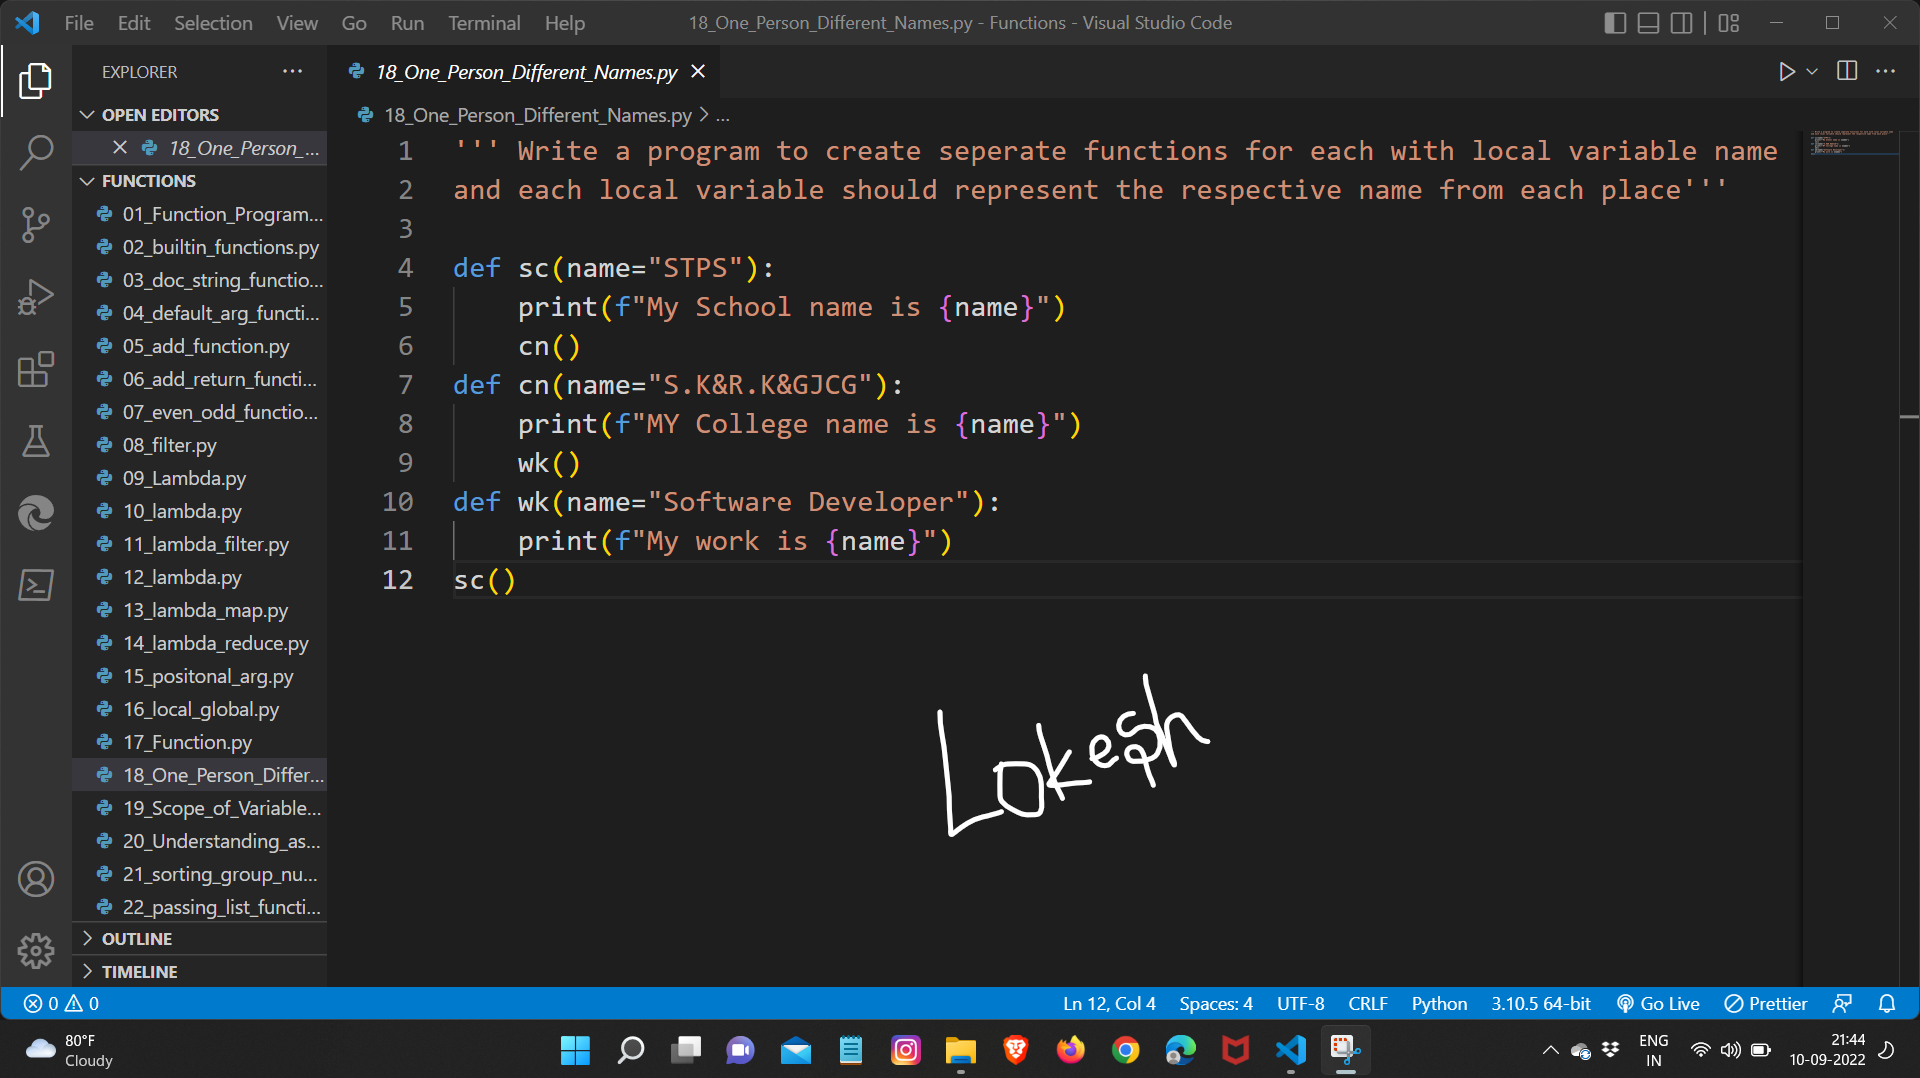 File Edit Selection View Go Run Terminal Help 18_One_Person_Different_Names.py - Functions - Visual Studio Code
EXPLORER
18_One_Person_Different_Names.py
OPEN EDITORS
18_One_Person_...
FUNCTIONS
01_Function_Program...
02_builtin_functions.py
03_doc_string_functio...
04_default_arg_functi...
05_add_function.py
06_add_return_functi...
07_even_odd_functio...
08_filter.py
09_Lambda.py
10_lambda.py
11_lambda_filter.py
12_lambda.py
13_lambda_map.py
14_lambda_reduce.py
15_positonal_arg.py
16_local_global.py
17_Function.py
18_One_Person_Differ...
19_Scope_of_Variable...
20_Understanding_as...
21_sorting_group_nu...
22_passing_list_functi...
OUTLINE
TIMELINE
18_One_Person_Different_Names.py > ...
1 ''' Write a program to create seperate functions for each with local variable name
2 and each local variable should represent the respective name from each place'''
3
4 def sc(name="STPS"):
5 print(f"My School name is {name}")
6 cn()
7 def cn(name="S.K&R.K&GJCG"):
8 print(f"MY College name is {name}")
9 wk()
10 def wk(name="Software Developer"):
11 print(f"My work is {name}")
12 sc()
Lokesh
0 0 Ln 12, Col 4 Spaces: 4 UTF-8 CRLF Python 3.10.5 64-bit Go Live Prettier
80°F
Cloudy
ENG
IN
21:44
10-09-2022